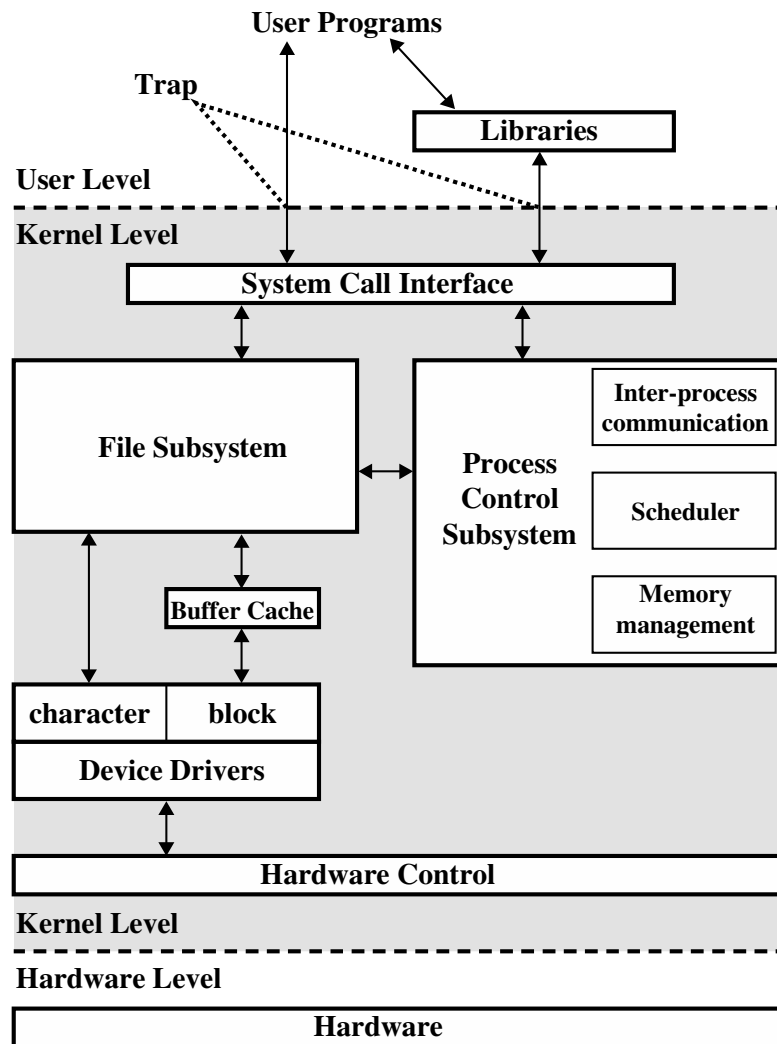 User Programs
Trap
Libraries
User Level
Kernel Level
System Call Interface
File Subsystem
Process
Control
Subsystem
Inter-process
communication
Scheduler
Memory
management
Buffer Cache
character
block
Device Drivers
Hardware Control
Kernel Level
Hardware Level
Hardware